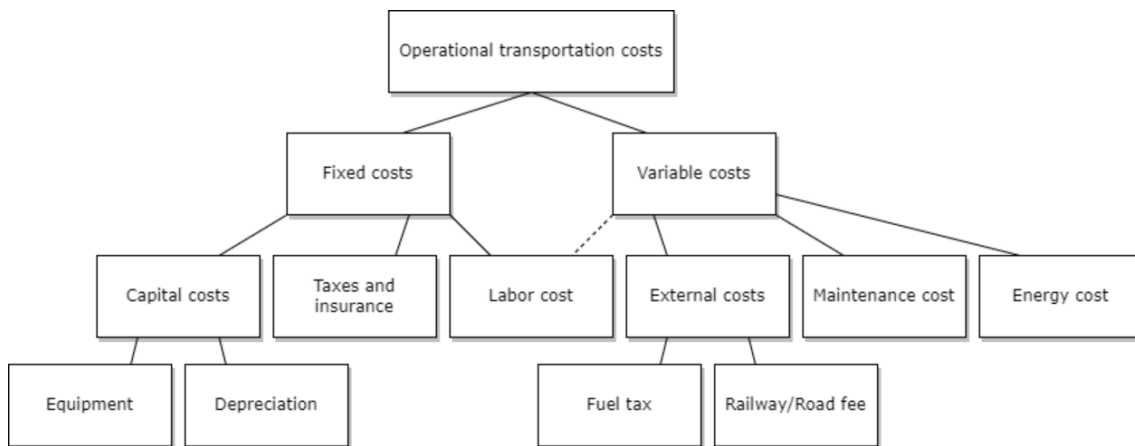 Operational transportation costs
Fixed costs
Variable costs
Capital costs
Taxes and
insurance
Labor cost
External costs
Maintenance cost
Energy cost
Equipment
Depreciation
Fuel tax
Railway/Road fee